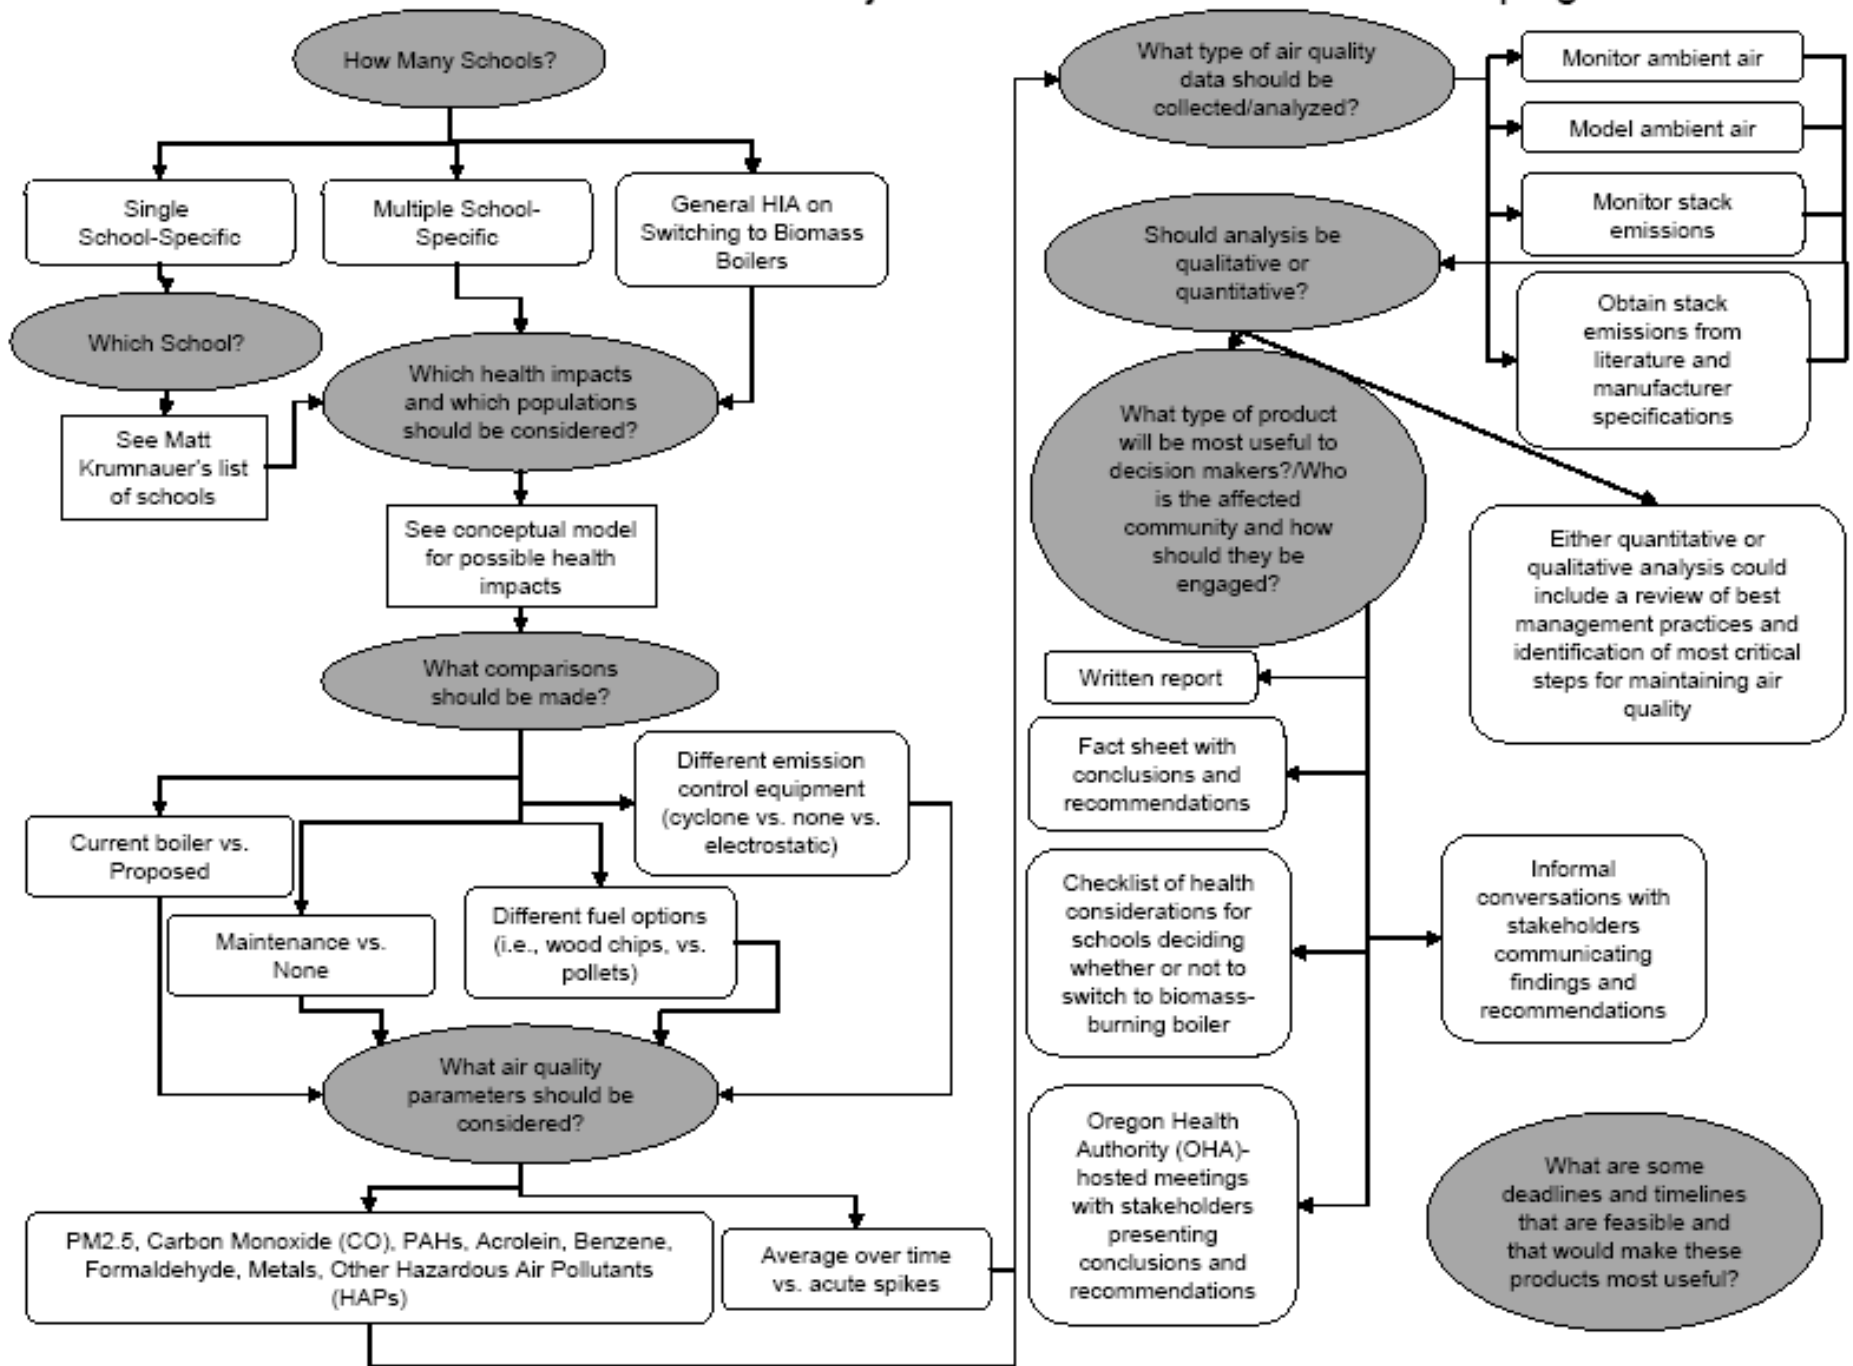 How Many Schools?
Single
School-Specific
Multiple School-
Specific
General HIA on
Switching to Biomass
Boilers
Which School?
See Matt
Krumnauer's list
of schools
Which health impacts
and which populations
should be considered?
See conceptual model
for possible health
impacts
What comparisons
should be made?
Current boiler vs.
Proposed
Maintenance vs.
None
Different fuel options
(i.e., wood chips, vs.
pollets)
Different emission
control equipment
(cyclone vs. none vs.
electrostatic)
What air quality
parameters should be
considered?
PM2.5, Carbon Monoxide (CO), PAHs, Acrolein, Benzene,
Formaldehyde, Metals, Other Hazardous Air Pollutants
(HAPs)
Average over time
vs. acute spikes
What type of air quality
data should be
collected/analyzed?
Monitor ambient air
Model ambient air
Monitor stack
emissions
Obtain stack
emissions from
literature and
manufacturer
specifications
Should analysis be
qualitative or
quantitative?
What type of product
will be most useful to
decision makers?/Who
is the affected
community and how
should they be
engaged?
Either quantitative or
qualitative analysis could
include a review of best
management practices and
identification of most critical
steps for maintaining air
quality
Written report
Fact sheet with
conclusions and
recommendations
Checklist of health
considerations for
schools deciding
whether or not to
switch to biomass-
burning boiler
Informal
conversations with
stakeholders
communicating
findings and
recommendations
Oregon Health
Authority (OHA)-
hosted meetings
with stakeholders
presenting
conclusions and
recommendations
What are some
deadlines and timelines
that are feasible and
that would make these
products most useful?